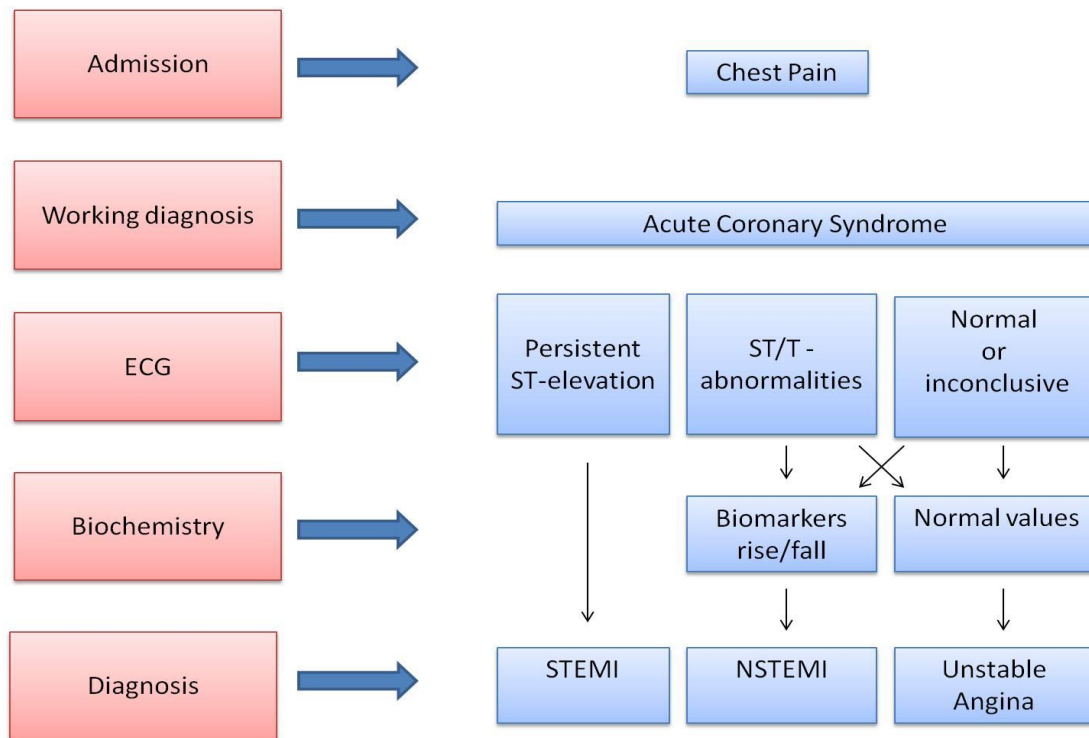 Admission
Chest Pain
Working diagnosis
Acute Coronary Syndrome
ECG
Persistent
ST-elevation
ST/T -
abnormalities
Normal
or
inconclusive
Biochemistry
Biomarkers
rise/fall
Normal values
Diagnosis
STEMI
NSTEMI
Unstable
Angina